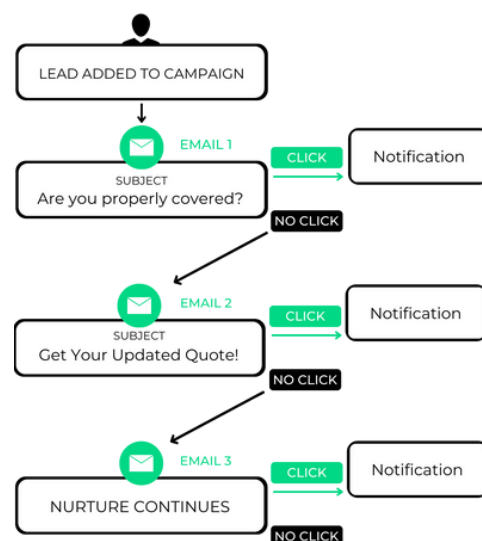 LEAD ADDED TO CAMPAIGN
EMAIL 1
CLICK
Notification
SUBJECT
Are you properly covered?
NO CLICK
EMAIL 2
CLICK
Notification
SUBJECT
Get Your Updated Quote!
NO CLICK
EMAIL 3
CLICK
Notification
NURTURE CONTINUES
NO CLICK